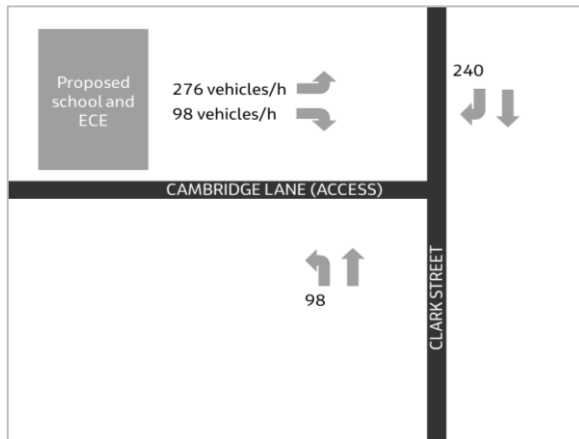 Proposed
school and
ECE
276 vehicles/h
98 vehicles/h
240
CAMBRIDGE LANE (ACCESS)
98
CLARK STREET